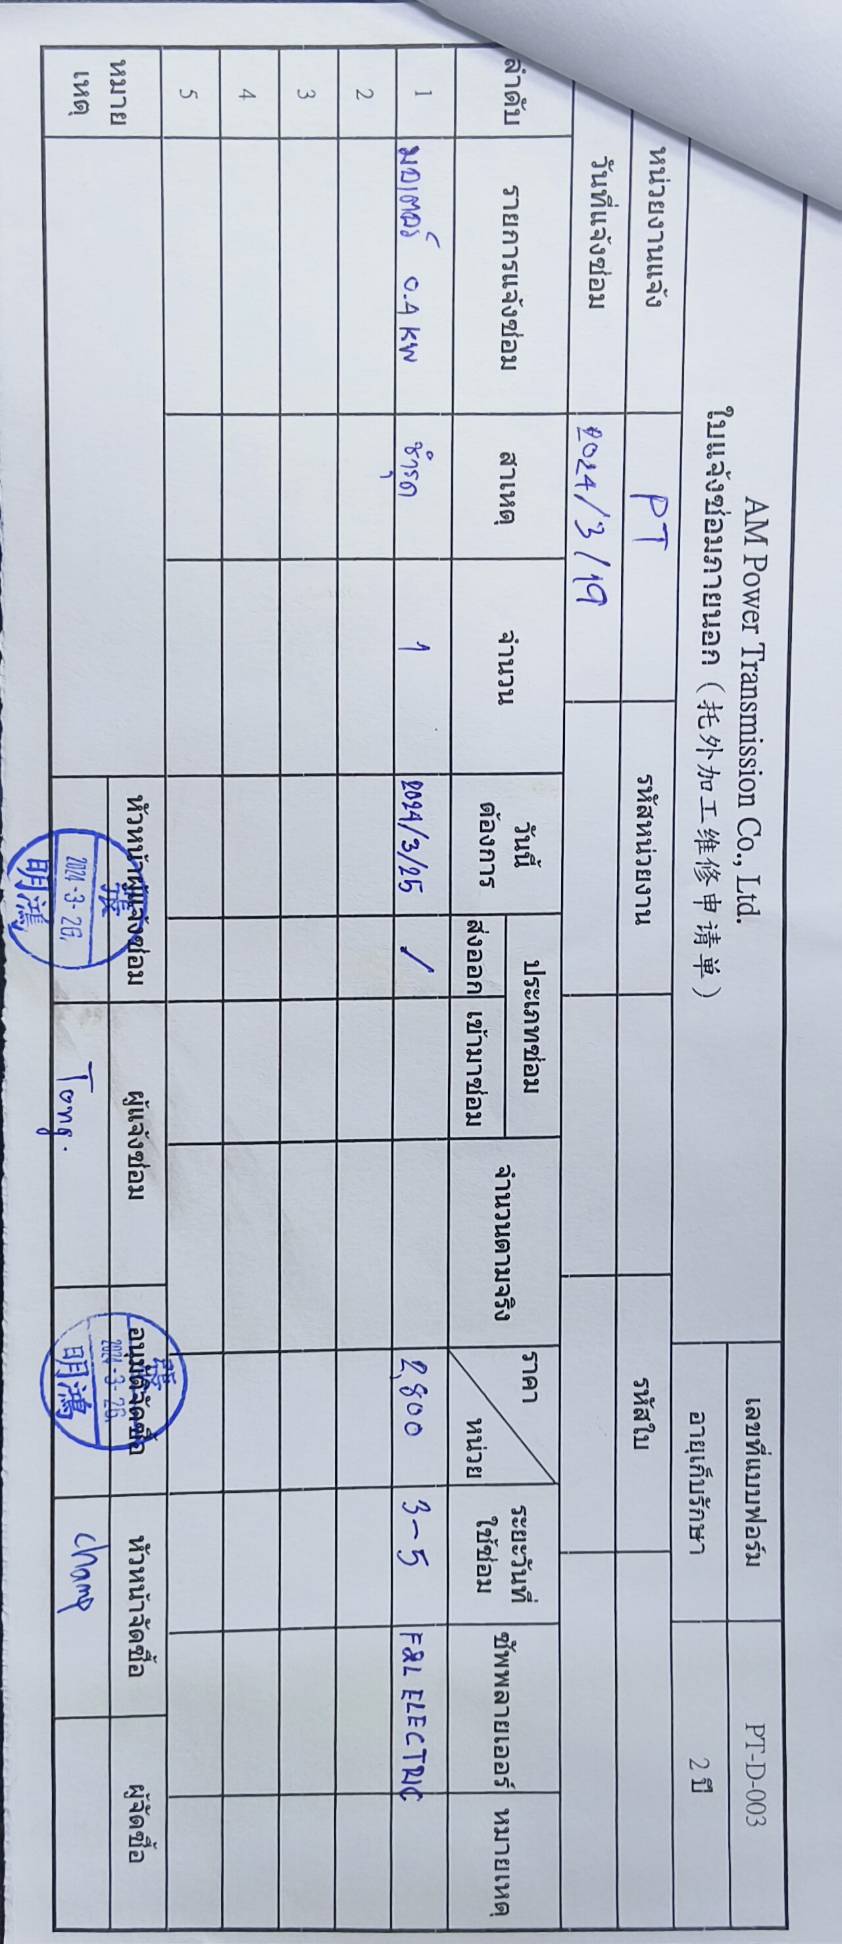 AM Power Transmission Co., Ltd.
ใบแจ้งซ่อมภายนอก (托外加工维修申请单)
เลขที่แบบฟอร์ม PT-D-003
อายุเก็บรักษา 2 ปี
หน่วยงานแจ้ง PT รหัสหน่วยงาน รหัสใบ
วันที่แจ้งซ่อม 2024/3/19
ลำดับ รายการแจ้งซ่อม สาเหตุ จำนวน วันนี้ต้องการ ประเภทซ่อม ส่งออก เข้ามาซ่อม จำนวนตามจริง ราคา หน่วย ระยะวันที่ใช้ซ่อม ซัพพลายเออร์ หมายเหตุ
1 มอเตอร์ 0.4 KW ชำรุด 1 2024/3/25 / 2,800 3-5 F&L ELECTRIC
2
3
4
5
หมายเหตุ หัวหน้าผู้แจ้งซ่อม ผู้แจ้งซ่อม อนุมัติจัดซื้อ หัวหน้าจัดซื้อ ผู้จัดซื้อ
張 2024-3-26. 明鴻 Tong. 張 2024-3-26. 明鴻 champ